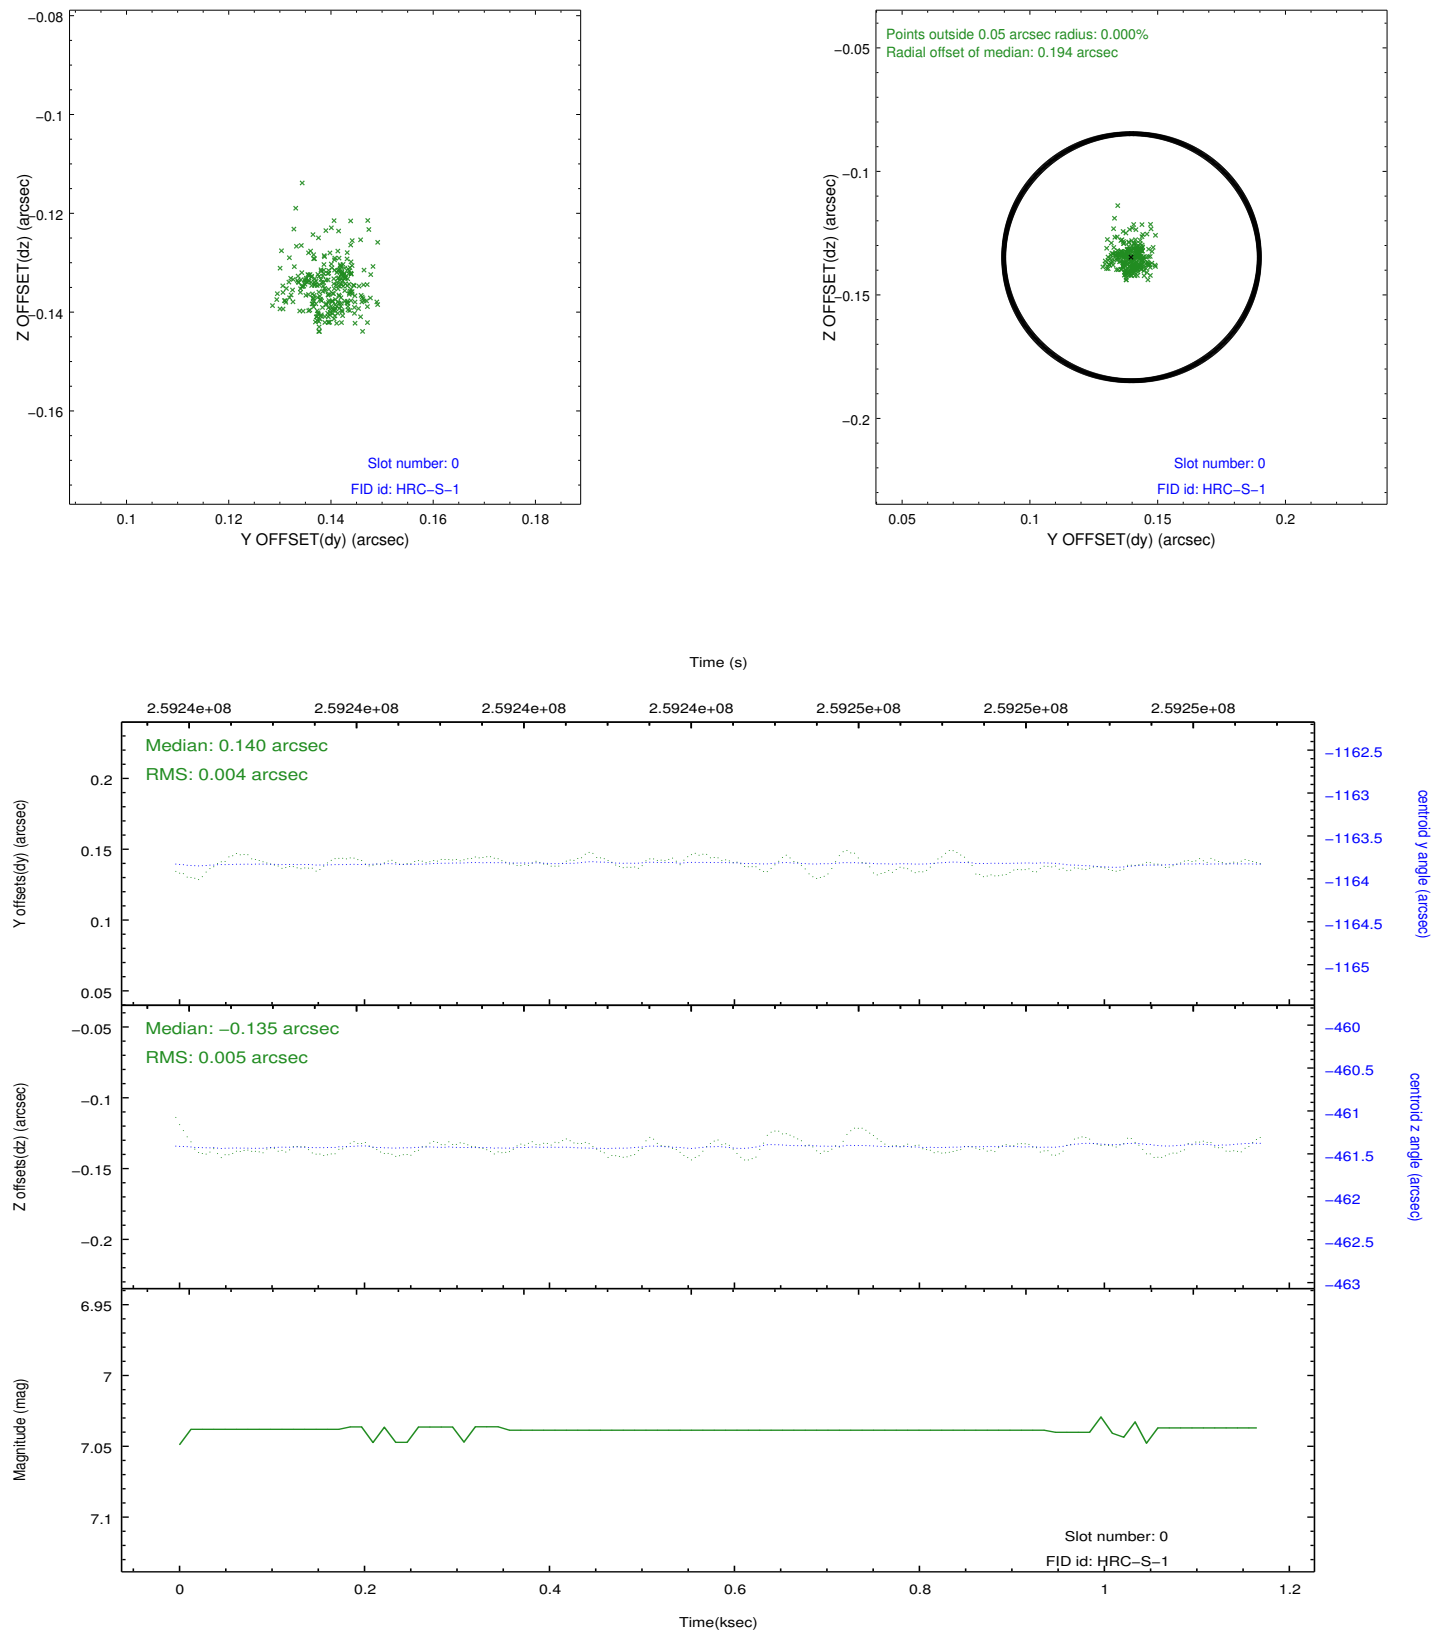 −0.08
−0.1
−0.12
−0.14
−0.16
Z OFFSET(dz) (arcsec)
Slot number: 0
FID id: HRC−S−1
0.1 0.12 0.14 0.16 0.18
Y OFFSET(dy) (arcsec)
Points outside 0.05 arcsec radius: 0.000%
Radial offset of median: 0.194 arcsec
−0.05
−0.1
−0.15
−0.2
Z OFFSET(dz) (arcsec)
Slot number: 0
FID id: HRC−S−1
0.05 0.1 0.15 0.2
Y OFFSET(dy) (arcsec)
Time (s)
2.5924e+08 2.5924e+08 2.5924e+08 2.5924e+08 2.5925e+08 2.5925e+08 2.5925e+08
Median: 0.140 arcsec
RMS: 0.004 arcsec
0.2
0.15
0.1
0.05
Y offsets(dy) (arcsec)
−1162.5
−1163
−1163.5
−1164
−1164.5
−1165
centroid y angle (arcsec)
Median: −0.135 arcsec
RMS: 0.005 arcsec
−0.05
−0.1
−0.15
−0.2
Z offsets(dz) (arcsec)
−460
−460.5
−461
−461.5
−462
−462.5
−463
centroid z angle (arcsec)
6.95
7
7.05
7.1
Magnitude (mag)
Slot number: 0
FID id: HRC−S−1
0 0.2 0.4 0.6 0.8 1 1.2
Time(ksec)